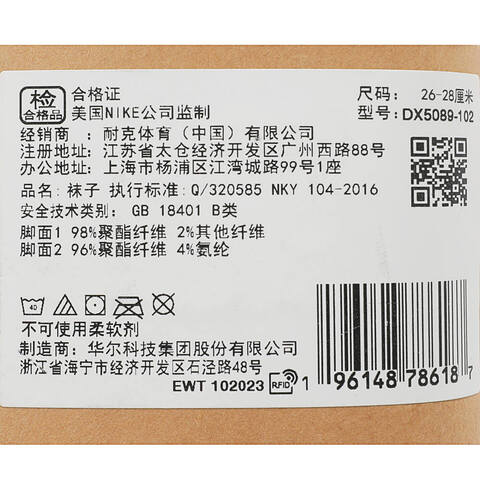 检
合格品
合格证
美国NIKE公司监制
尺码： 26-28厘米
型号：DX5089-102
经销商 ：耐克体育（中国）有限公司
注册地址：江苏省太仓经济开发区广州西路88号
办公地址：上海市杨浦区江湾城路99号1座
品名：袜子 执行标准：Q/320585 NKY 104-2016
安全技术类别： GB 18401 B类
脚面1 98%聚酯纤维 2%其他纤维
脚面2 96%聚酯纤维 4%氨纶
40
不可使用柔软剂
制造商： 华尔科技集团股份有限公司
浙江省海宁市经济开发区石泾路48号
EWT 102023 RFID
1 96148 78618 7